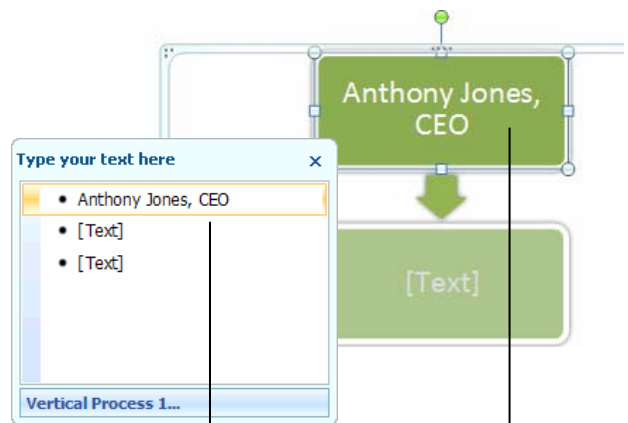 Anthony Jones,
CEO
Type your text here
x
• Anthony Jones, CEO
• [Text]
• [Text]
[Text]
Vertical Process 1...